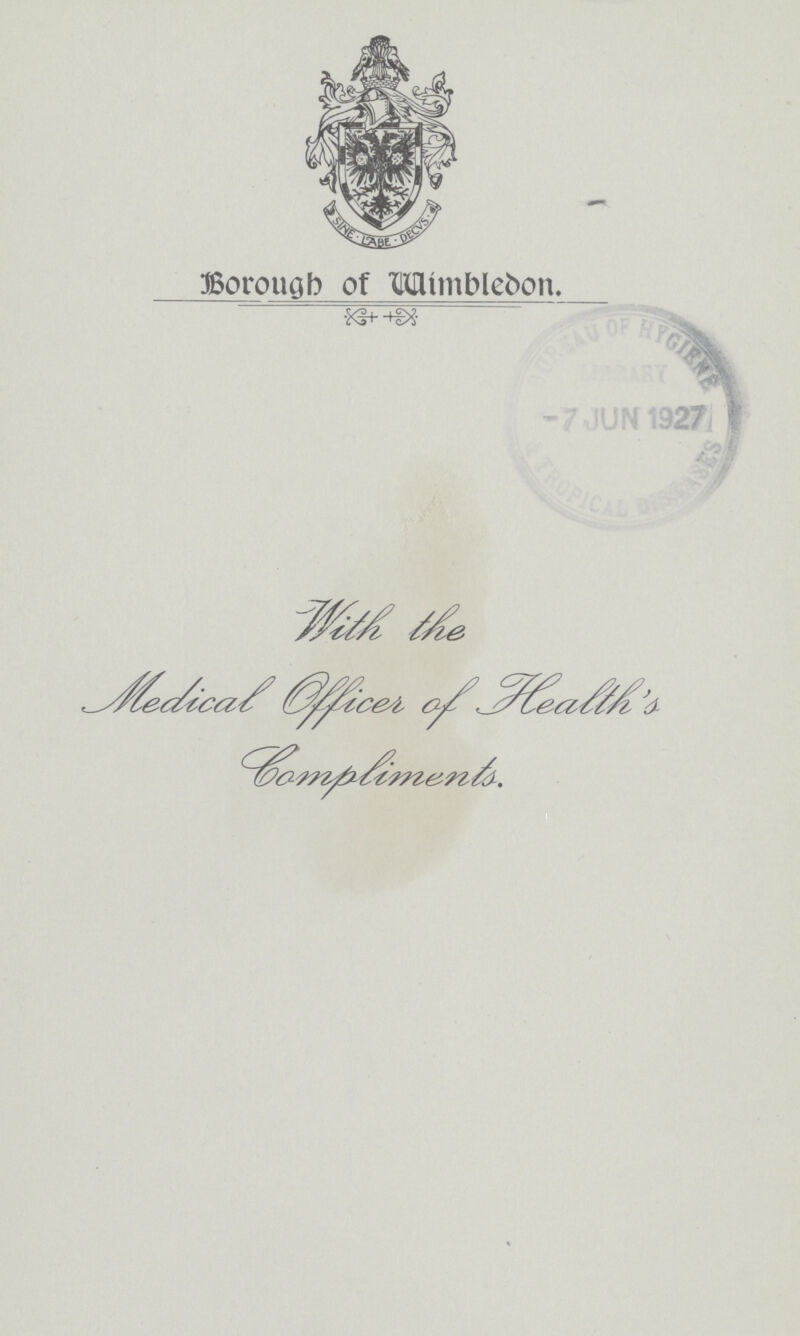 SINE · LABE · DECVS ·
Borough of Wimbledon.
BUREAU OF HYGIENE
LIBRARY
-7 JUN 1927
& TROPICAL DISEASES
With the
Medical Officer of Health's
Compliments.